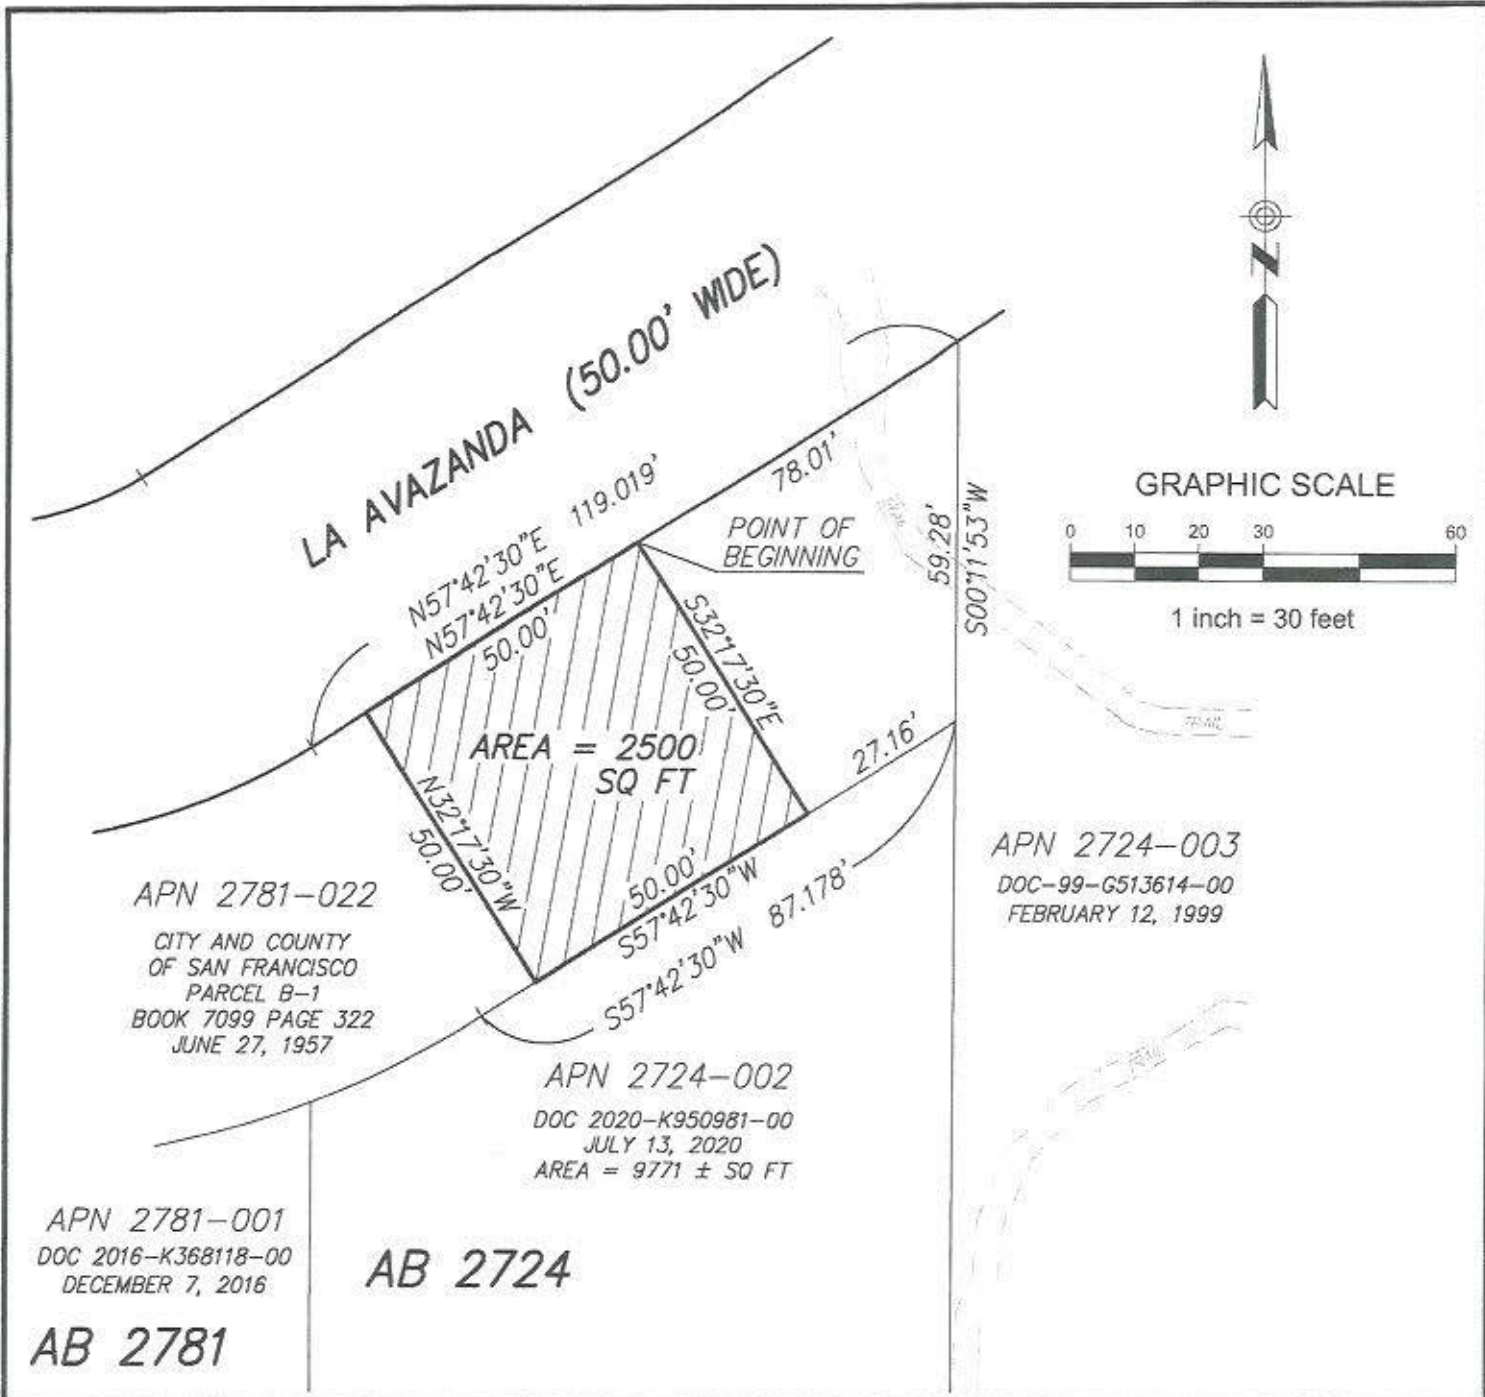 LA AVAZANDA (50.00' WIDE)
N
GRAPHIC SCALE
0 10 20 30 60
1 inch = 30 feet
N57°42'30"E 119.019'
78.01'
N57°42'30"E
50.00'
POINT OF
BEGINNING
59.28'
S00°11'53"W
S32°17'30"E
50.00'
AREA = 2500
SQ FT
N32°17'30"W
50.00'
27.16'
50.00'
S57°42'30"W
S57°42'30"W 87.178'
TRAIL
TRAIL
TRAIL
APN 2781-022
CITY AND COUNTY
OF SAN FRANCISCO
PARCEL B-1
BOOK 7099 PAGE 322
JUNE 27, 1957
APN 2724-003
DOC-99-G513614-00
FEBRUARY 12, 1999
APN 2724-002
DOC 2020-K950981-00
JULY 13, 2020
AREA = 9771 ± SQ FT
APN 2781-001
DOC 2016-K368118-00
DECEMBER 7, 2016
AB 2724
AB 2781